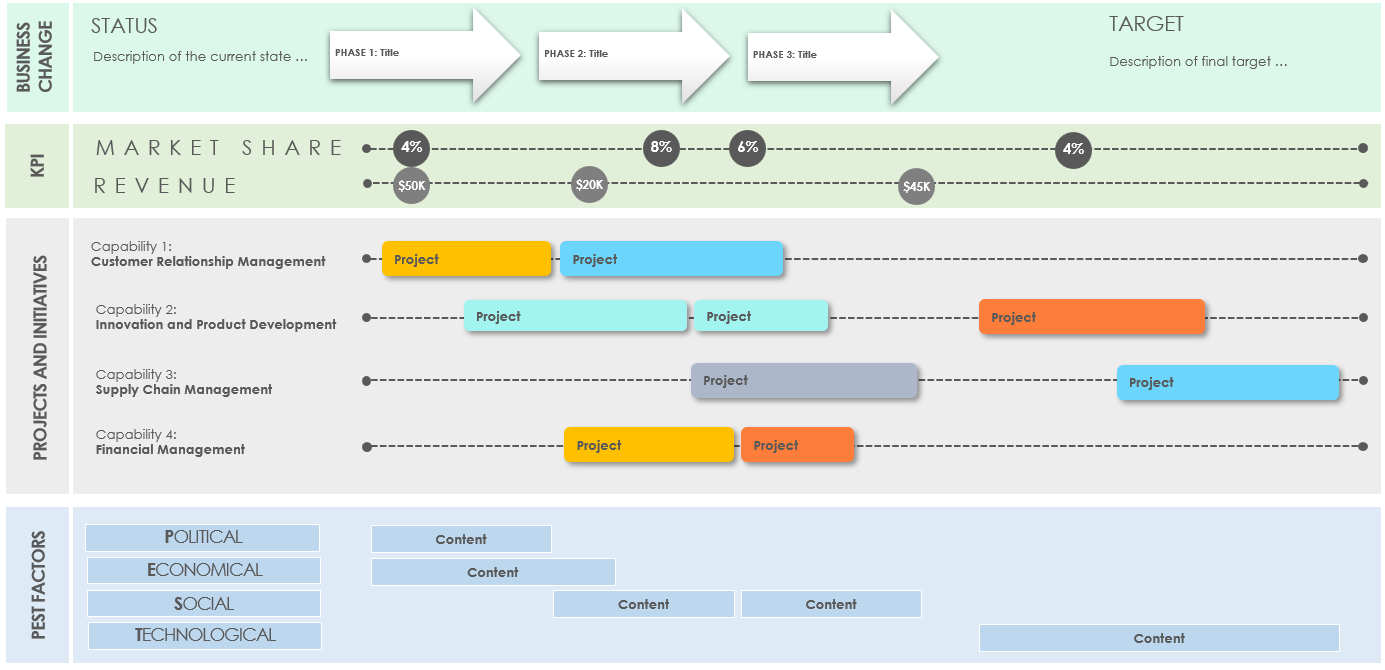 BUSINESS
CHANGE
STATUS
Description of the current state ...
PHASE 1: Title
PHASE 2: Title
PHASE 3: Title
TARGET
Description of final target ...
KPI
MARKET SHARE
4%
8%
6%
4%
REVENUE
$50K
$20K
$45K
PROJECTS AND INITIATIVES
Capability 1:
Customer Relationship Management
Project
Project
Capability 2:
Innovation and Product Development
Project
Project
Project
Capability 3:
Supply Chain Management
Project
Project
Capability 4:
Financial Management
Project
Project
PEST FACTORS
POLITICAL
Content
ECONOMICAL
Content
SOCIAL
Content
Content
TECHNOLOGICAL
Content